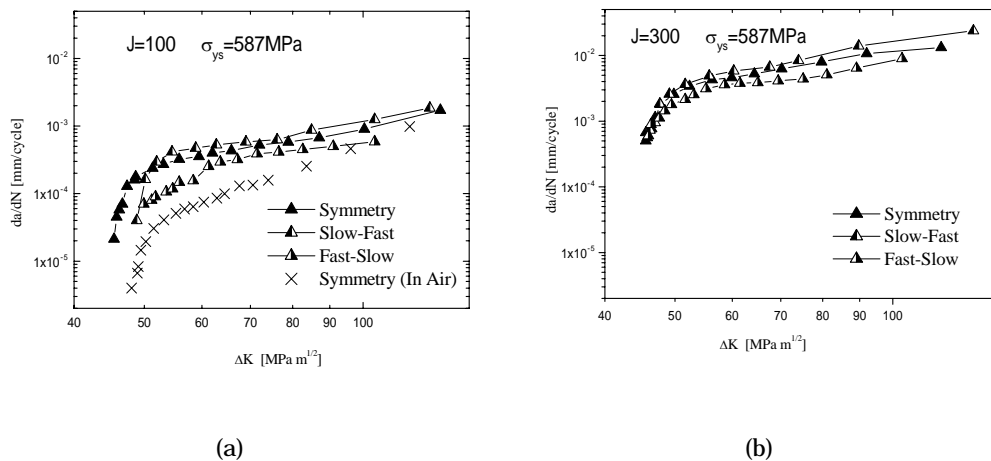 J=100 σys=587MPa
10⁻²
10⁻³
1x10⁻⁴
1x10⁻⁵
da/dN [mm/cycle]
Symmetry
Slow-Fast
Fast-Slow
Symmetry (In Air)
40 50 60 70 80 90 100
ΔK [MPa m¹/²]
(a)
J=300 σys=587MPa
10⁻²
10⁻³
1x10⁻⁴
1x10⁻⁵
da/dN [mm/cycle]
Symmetry
Slow-Fast
Fast-Slow
40 50 60 70 80 90 100
ΔK [MPa m¹/²]
(b)